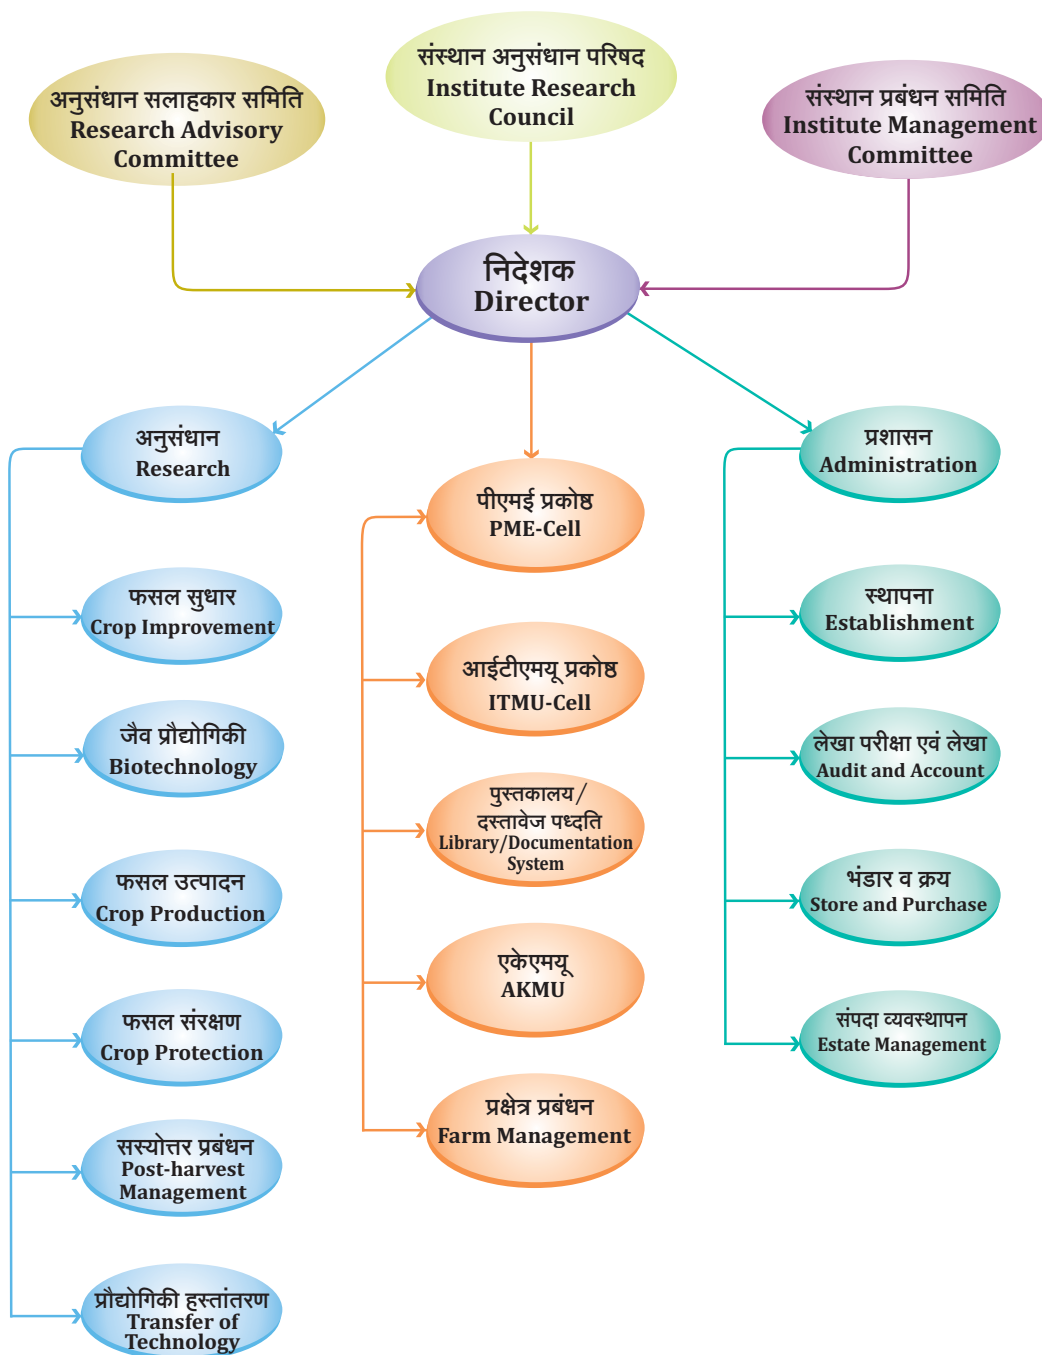 अनुसंधान सलाहकार समिति
Research Advisory
Committee
संस्थान अनुसंधान परिषद
Institute Research
Council
संस्थान प्रबंधन समिति
Institute Management
Committee
निदेशक
Director
अनुसंधान
Research
फसल सुधार
Crop Improvement
जैव प्रौद्योगिकी
Biotechnology
फसल उत्पादन
Crop Production
फसल संरक्षण
Crop Protection
सस्योत्तर प्रबंधन
Post-harvest
Management
प्रौद्योगिकी हस्तांतरण
Transfer of
Technology
पीएमई प्रकोष्ठ
PME-Cell
आईटीएमयू प्रकोष्ठ
ITMU-Cell
पुस्तकालय/
दस्तावेज पध्दति
Library/Documentation
System
एकेएमयू
AKMU
प्रक्षेत्र प्रबंधन
Farm Management
प्रशासन
Administration
स्थापना
Establishment
लेखा परीक्षा एवं लेखा
Audit and Account
भंडार व क्रय
Store and Purchase
संपदा व्यवस्थापन
Estate Management